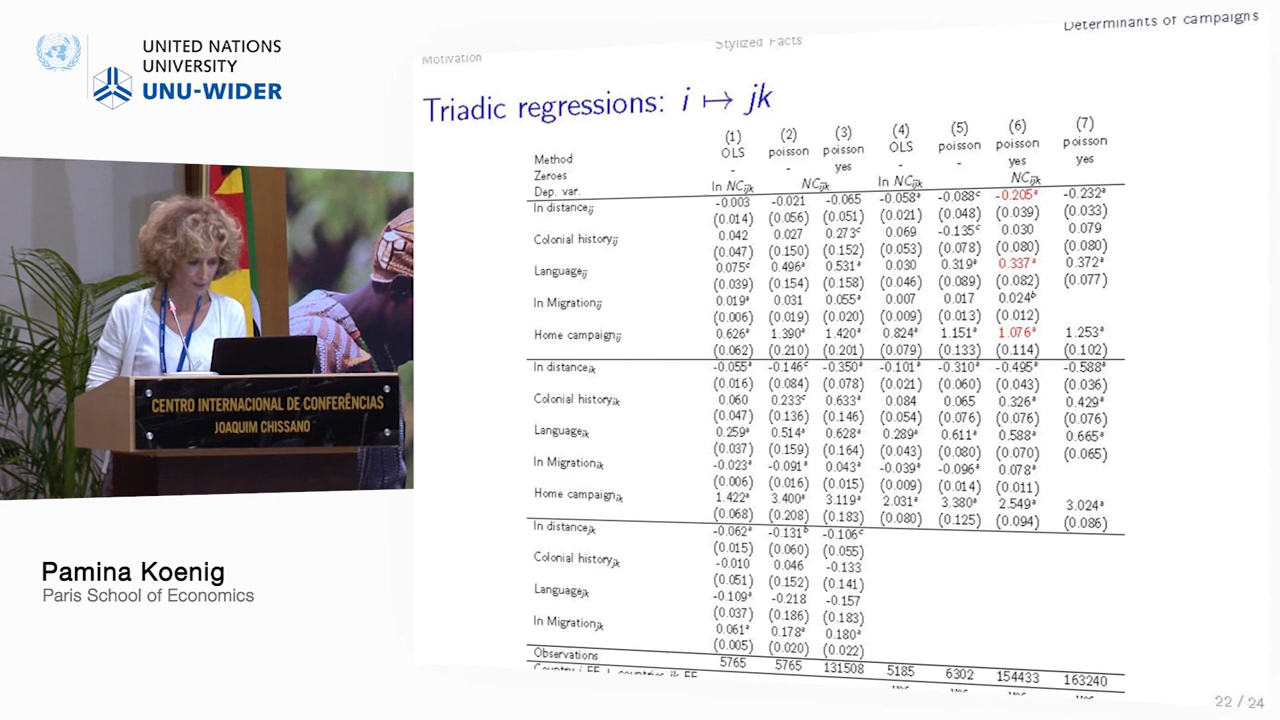 UNITED NATIONS
UNIVERSITY
UNU-WIDER
CENTRO INTERNACIONAL DE CONFERÊNCIAS
JOAQUIM CHISSANO
Pamina Koenig
Paris School of Economics
Motivation Stylized Facts Determinants of campaigns
Triadic regressions: i ↦ jk
(1) (2) (3) (4) (5) (6) (7)
Method OLS poisson poisson OLS poisson poisson poisson
Zeroes - - yes - - yes yes
Dep. var. ln NCijk NCijk ln NCijk NCijk
ln distanceij -0.003 -0.021 -0.065 -0.058ᵃ -0.088ᶜ -0.205ᵃ -0.232ᵃ
(0.014) (0.056) (0.051) (0.021) (0.048) (0.039) (0.033)
Colonial historyij 0.042 0.027 0.273ᶜ 0.069 -0.135ᶜ 0.030 0.079
(0.047) (0.150) (0.152) (0.053) (0.078) (0.080) (0.080)
Languageij 0.075ᶜ 0.496ᵃ 0.531ᵃ 0.030 0.319ᵃ 0.337ᵃ 0.372ᵃ
(0.039) (0.154) (0.158) (0.046) (0.089) (0.082) (0.077)
ln Migrationij 0.019ᵃ 0.031 0.055ᵃ 0.007 0.017 0.024ᵇ
(0.006) (0.019) (0.020) (0.009) (0.013) (0.012)
Home campaignij 0.626ᵃ 1.390ᵃ 1.420ᵃ 0.824ᵃ 1.151ᵃ 1.076ᵃ 1.253ᵃ
(0.062) (0.210) (0.201) (0.079) (0.133) (0.114) (0.102)
ln distanceik -0.055ᵃ -0.146ᶜ -0.350ᵃ -0.101ᵃ -0.310ᵃ -0.495ᵃ -0.588ᵃ
(0.016) (0.084) (0.078) (0.021) (0.060) (0.043) (0.036)
Colonial historyik 0.060 0.233ᶜ 0.633ᵃ 0.084 0.065 0.326ᵃ 0.429ᵃ
(0.047) (0.136) (0.146) (0.054) (0.076) (0.076) (0.076)
Languageik 0.259ᵃ 0.514ᵃ 0.628ᵃ 0.289ᵃ 0.611ᵃ 0.588ᵃ 0.665ᵃ
(0.037) (0.159) (0.164) (0.043) (0.080) (0.070) (0.065)
ln Migrationik -0.023ᵃ -0.091ᵃ 0.043ᵃ -0.039ᵃ -0.096ᵃ 0.078ᵃ
(0.006) (0.016) (0.015) (0.009) (0.014) (0.011)
Home campaignik 1.422ᵃ 3.400ᵃ 3.119ᵃ 2.031ᵃ 3.380ᵃ 2.549ᵃ 3.024ᵃ
(0.068) (0.208) (0.183) (0.080) (0.125) (0.094) (0.086)
ln distancejk -0.062ᵃ -0.131ᵇ -0.106ᶜ
(0.015) (0.060) (0.055)
Colonial historyjk -0.010 0.046 -0.133
(0.051) (0.152) (0.141)
Languagejk -0.109ᵃ -0.218 -0.157
(0.037) (0.186) (0.183)
ln Migrationjk 0.061ᵃ 0.178ᵃ 0.180ᵃ
(0.005) (0.020) (0.022)
Observations 5765 5765 131508 5185 6302 154433 163240
22 / 24